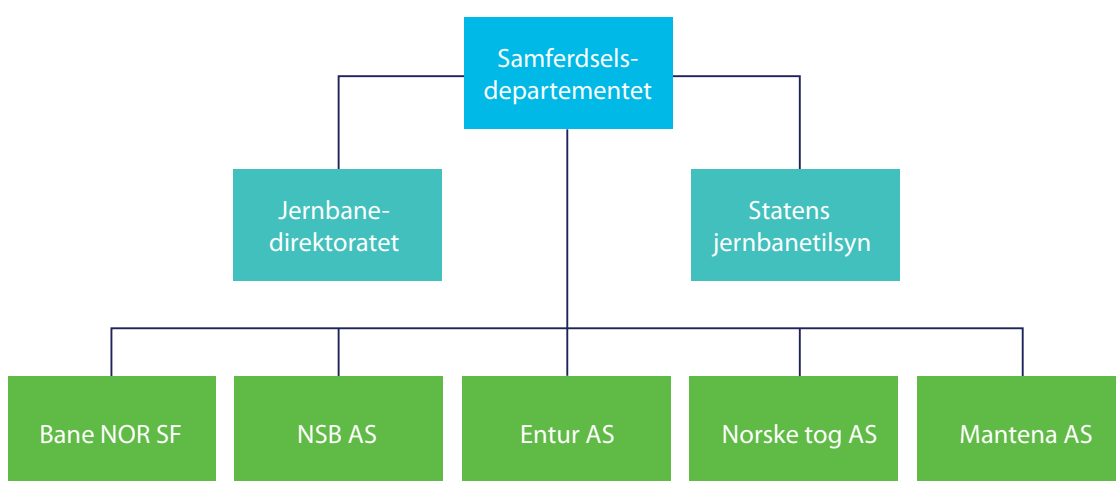 Samferdsels-
departementet
Jernbane-
direktoratet
Statens
jernbanetilsyn
Bane NOR SF
NSB AS
Entur AS
Norske tog AS
Mantena AS